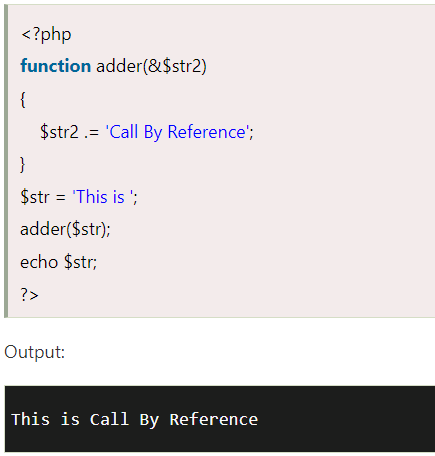 <?php
function adder(&$str2)
{
    $str2 .= 'Call By Reference';
}
$str = 'This is ';
adder($str);
echo $str;
?>
Output:
This is Call By Reference